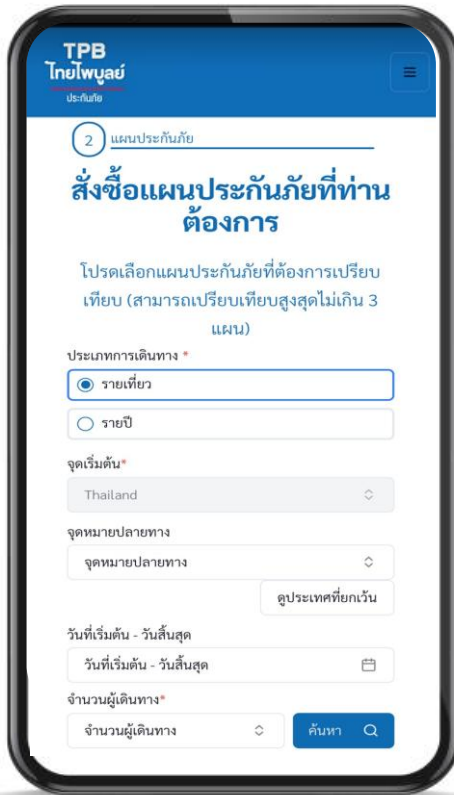 TPB
ไทยไพบูลย์
ประกันภัย
2 แผนประกันภัย
สั่งซื้อแผนประกันภัยที่ท่าน
ต้องการ
โปรดเลือกแผนประกันภัยที่ต้องการเปรียบ
เทียบ (สามารถเปรียบเทียบสูงสุดไม่เกิน 3
แผน)
ประเภทการเดินทาง *
รายเที่ยว
รายปี
จุดเริ่มต้น*
Thailand
จุดหมายปลายทาง
จุดหมายปลายทาง
ดูประเทศที่ยกเว้น
วันที่เริ่มต้น - วันสิ้นสุด
วันที่เริ่มต้น - วันสิ้นสุด
จำนวนผู้เดินทาง*
จำนวนผู้เดินทาง ค้นหา